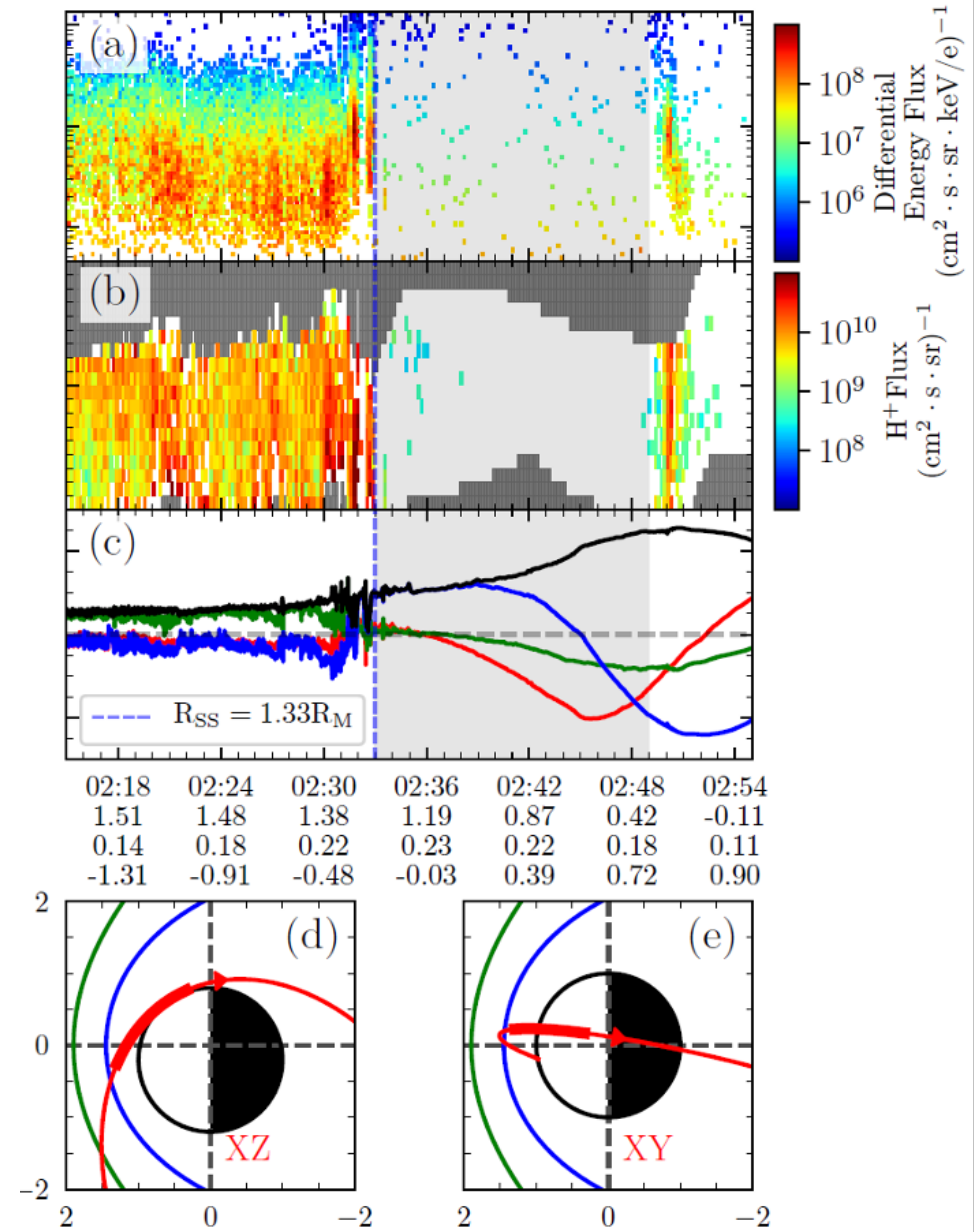 (a)
10⁸
10⁷
10⁶
Differential
Energy Flux
(cm² · s · sr · keV/e)⁻¹
(b)
10¹⁰
10⁹
10⁸
H⁺ Flux
(cm² · s · sr)⁻¹
(c)
R_SS = 1.33R_M
02:18 02:24 02:30 02:36 02:42 02:48 02:54
1.51 1.48 1.38 1.19 0.87 0.42 -0.11
0.14 0.18 0.22 0.23 0.22 0.18 0.11
-1.31 -0.91 -0.48 -0.03 0.39 0.72 0.90
2
0
−2
(d)
XZ
2 0 −2
(e)
XY
2 0 −2